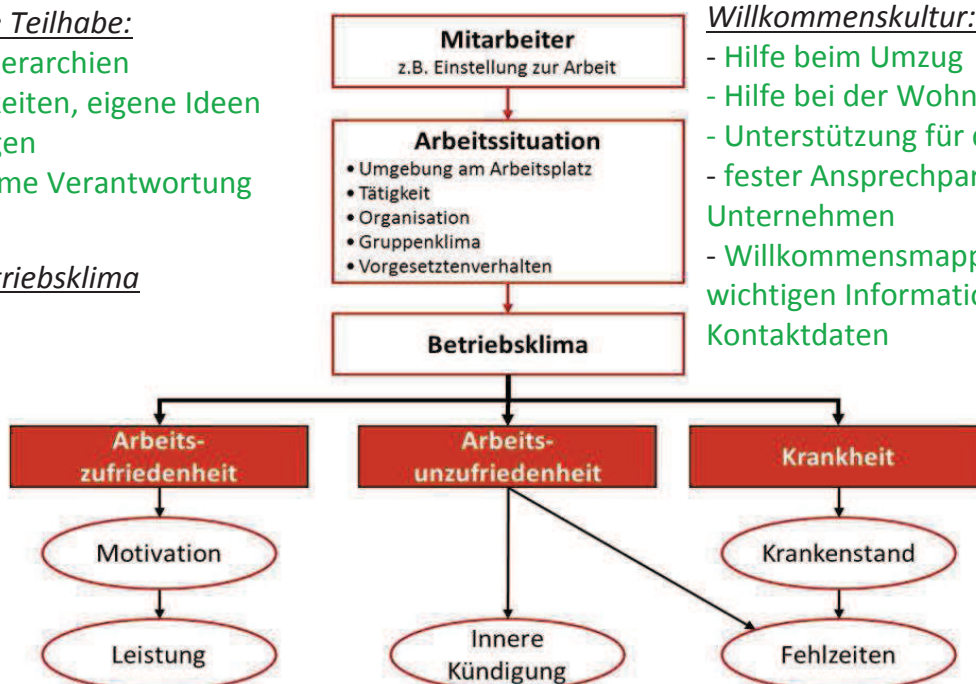 Teilhabe:
erarchien
keiten, eigene Ideen
gen
me Verantwortung
triebsklima
Mitarbeiter
z.B. Einstellung zur Arbeit
Arbeitssituation
• Umgebung am Arbeitsplatz
• Tätigkeit
• Organisation
• Gruppenklima
• Vorgesetztenverhalten
Betriebsklima
Willkommenskultur:
- Hilfe beim Umzug
- Hilfe bei der Wohn
- Unterstützung für
- fester Ansprechpar
Unternehmen
- Willkommensmapp
wichtigen Informatio
Kontaktdaten
Arbeits-
zufriedenheit
Arbeits-
unzufriedenheit
Krankheit
Motivation
Krankenstand
Leistung
Innere
Kündigung
Fehlzeiten